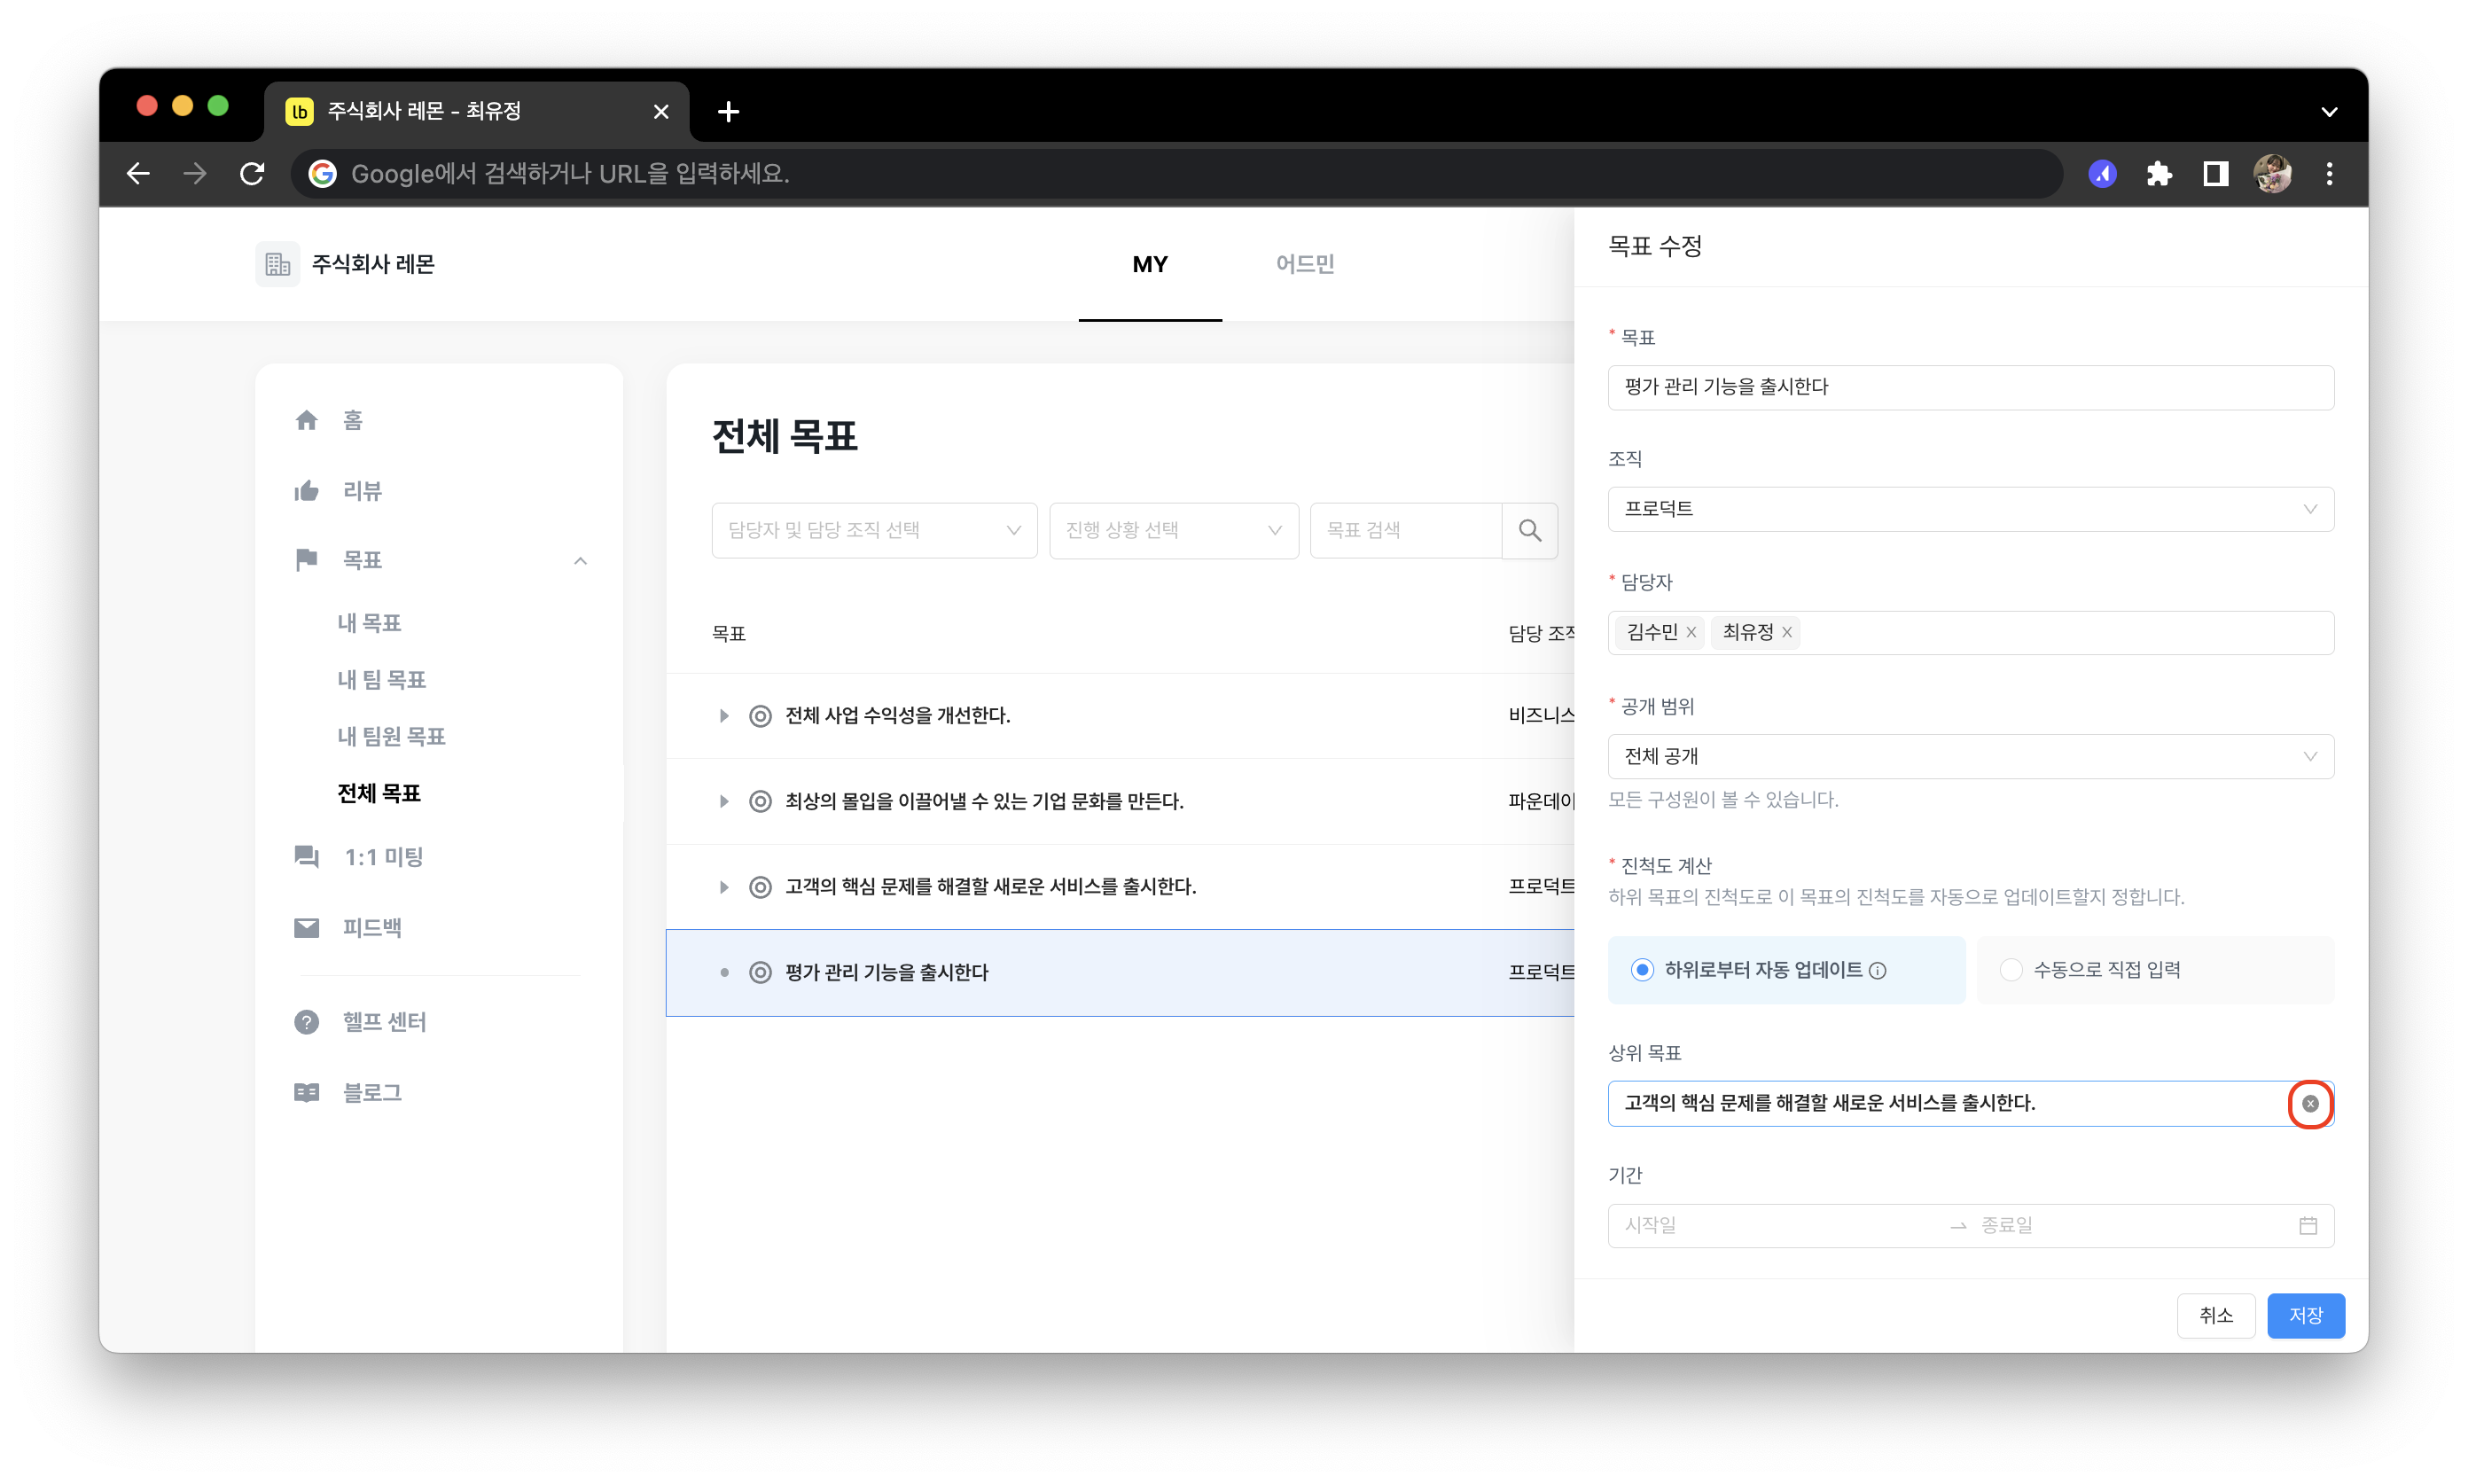 lb 주식회사 레몬 - 최유정
Google에서 검색하거나 URL을 입력하세요.
주식회사 레몬
MY
어드민
홈
리뷰
목표
내 목표
내 팀 목표
내 팀원 목표
전체 목표
1:1 미팅
피드백
헬프 센터
블로그
전체 목표
담당자 및 담당 조직 선택
진행 상황 선택
목표 검색
목표
담당 조직
전체 사업 수익성을 개선한다.
비즈니스
최상의 몰입을 이끌어낼 수 있는 기업 문화를 만든다.
파운데이
고객의 핵심 문제를 해결할 새로운 서비스를 출시한다.
프로덕트
평가 관리 기능을 출시한다
프로덕트
목표 수정
* 목표
평가 관리 기능을 출시한다
조직
프로덕트
* 담당자
김수민 최유정
* 공개 범위
전체 공개
모든 구성원이 볼 수 있습니다.
* 진척도 계산
하위 목표의 진척도로 이 목표의 진척도를 자동으로 업데이트할지 정합니다.
하위로부터 자동 업데이트
수동으로 직접 입력
상위 목표
고객의 핵심 문제를 해결할 새로운 서비스를 출시한다.
기간
시작일 → 종료일
취소
저장